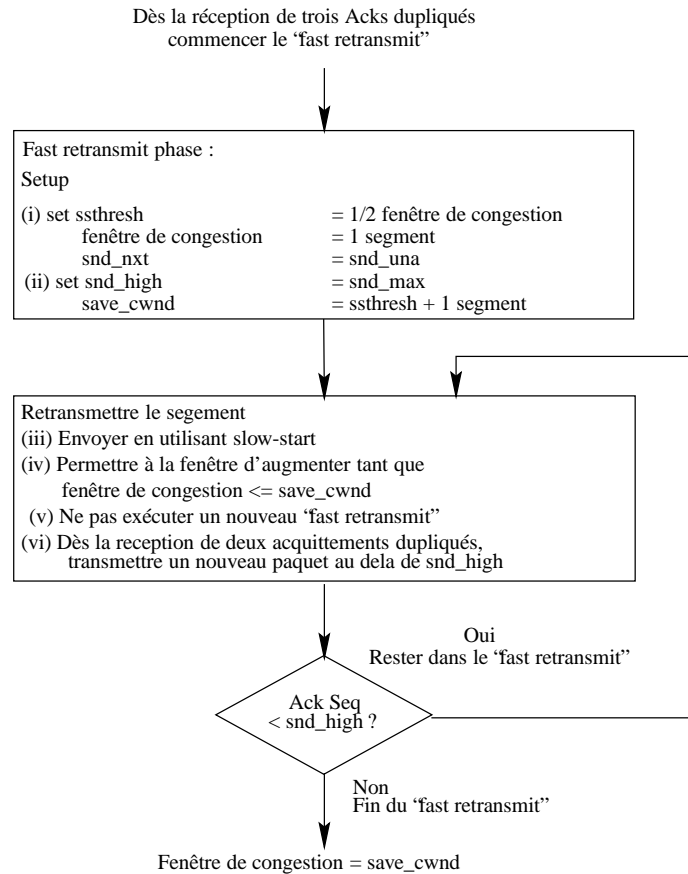 Dès la réception de trois Acks dupliqués
commencer le “fast retransmit”
Fast retransmit phase :
Setup
(i) set ssthresh = 1/2 fenêtre de congestion
fenêtre de congestion = 1 segment
snd_nxt = snd_una
(ii) set snd_high = snd_max
save_cwnd = ssthresh + 1 segment
Retransmettre le segement
(iii) Envoyer en utilisant slow-start
(iv) Permettre à la fenêtre d'augmenter tant que
fenêtre de congestion <= save_cwnd
(v) Ne pas exécuter un nouveau “fast retransmit”
(vi) Dès la reception de deux acquittements dupliqués,
transmettre un nouveau paquet au dela de snd_high
Oui
Rester dans le “fast retransmit”
Ack Seq
< snd_high ?
Non
Fin du “fast retransmit”
Fenêtre de congestion = save_cwnd